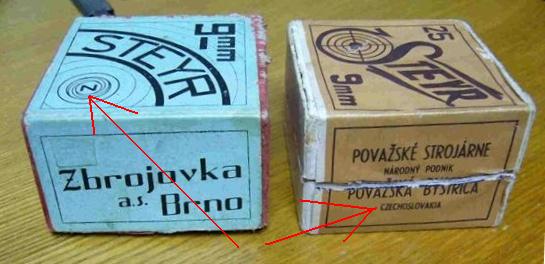 9mm
STEYR
Z
Zbrojovka
a.s. Brno
25
STEYR
9mm
POVAŽSKÉ STROJÁRNE
NÁRODNÝ PODNIK
POVAŽSKÁ BYSTRICA
CZECHOSLOVAKIA